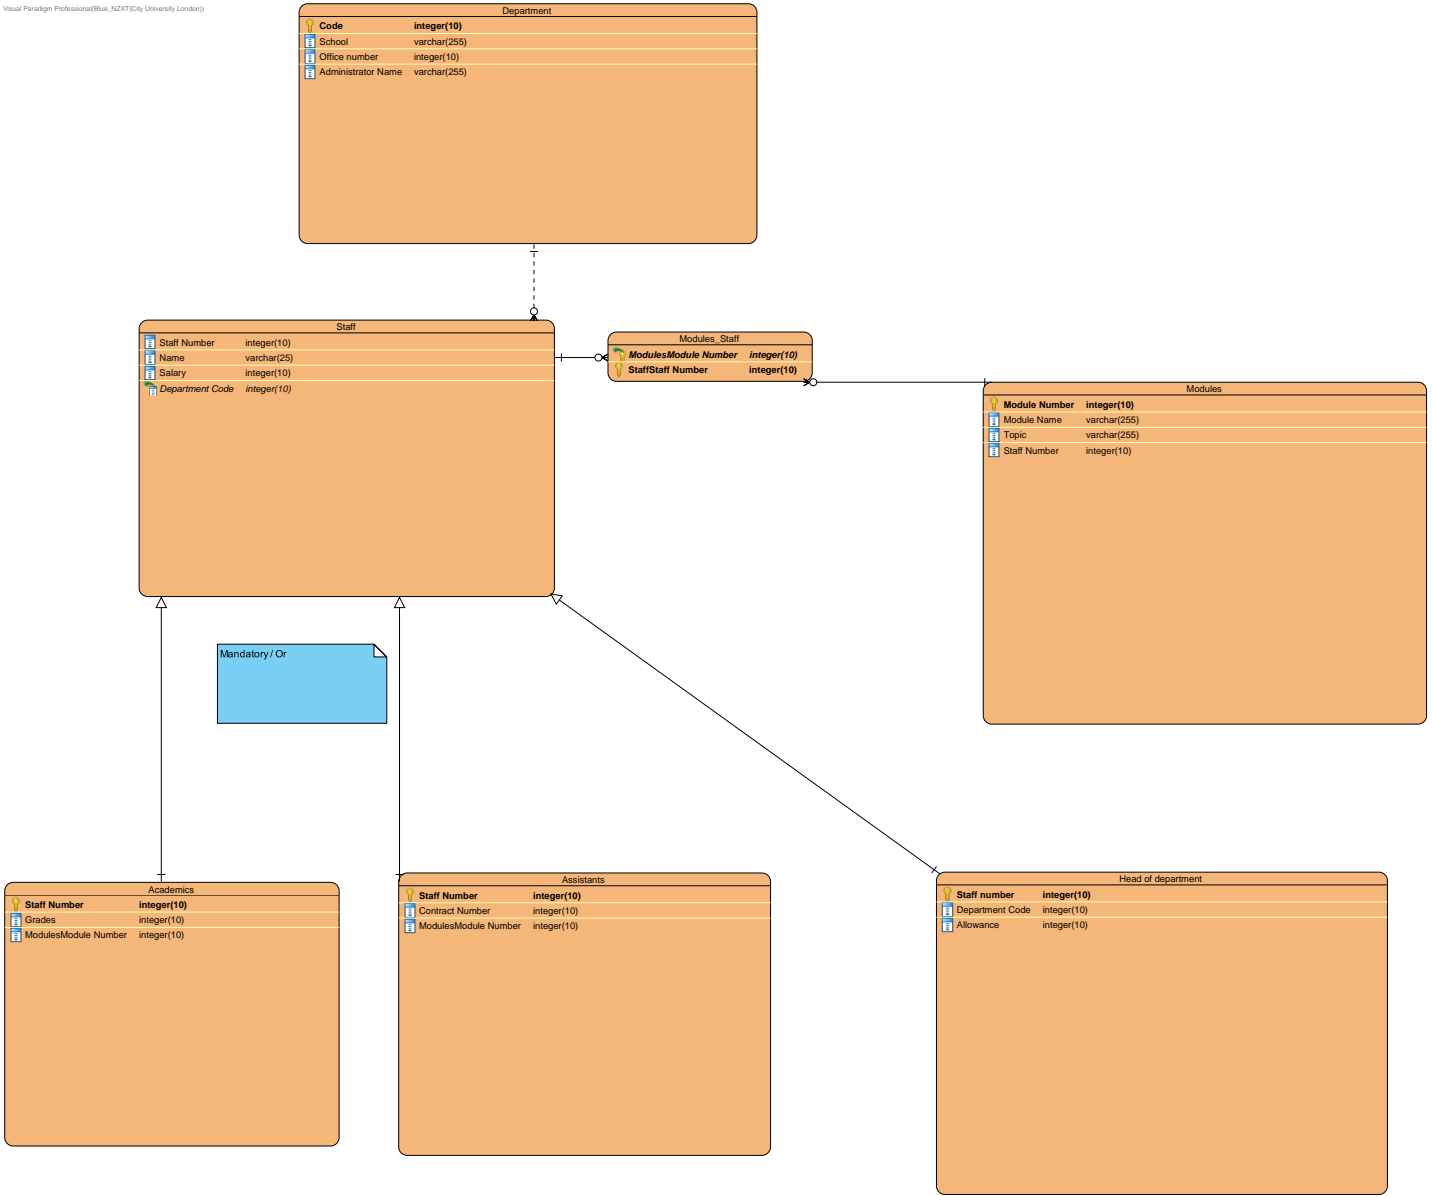 Visual Paradigm Professional(Blue_NZXT(City University London))
Department
Code integer(10)
School varchar(255)
Office number integer(10)
Administrator Name varchar(255)
Staff
Staff Number integer(10)
Name varchar(25)
Salary integer(10)
Department Code integer(10)
Modules_Staff
ModulesModule Number integer(10)
StaffStaff Number integer(10)
Modules
Module Number integer(10)
Module Name varchar(255)
Topic varchar(255)
Staff Number integer(10)
Mandatory / Or
Academics
Staff Number integer(10)
Grades integer(10)
ModulesModule Number integer(10)
Assistants
Staff Number integer(10)
Contract Number integer(10)
ModulesModule Number integer(10)
Head of department
Staff number integer(10)
Department Code integer(10)
Allowance integer(10)